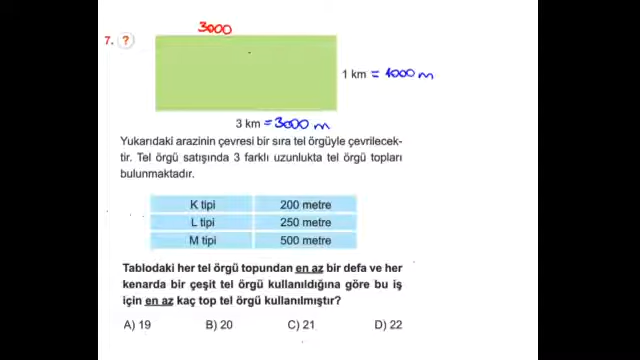 3000
7. ?
1 km = 1000 m
3 km = 3000 m
Yukarıdaki arazinin çevresi bir sıra tel örgüyle çevrilecek-
tir. Tel örgü satışında 3 farklı uzunlukta tel örgü topları
bulunmaktadır.
K tipi 200 metre
L tipi 250 metre
M tipi 500 metre
Tablodaki her tel örgü topundan en az bir defa ve her
kenarda bir çeşit tel örgü kullanıldığına göre bu iş
için en az kaç top tel örgü kullanılmıştır?
A) 19 B) 20 C) 21 D) 22